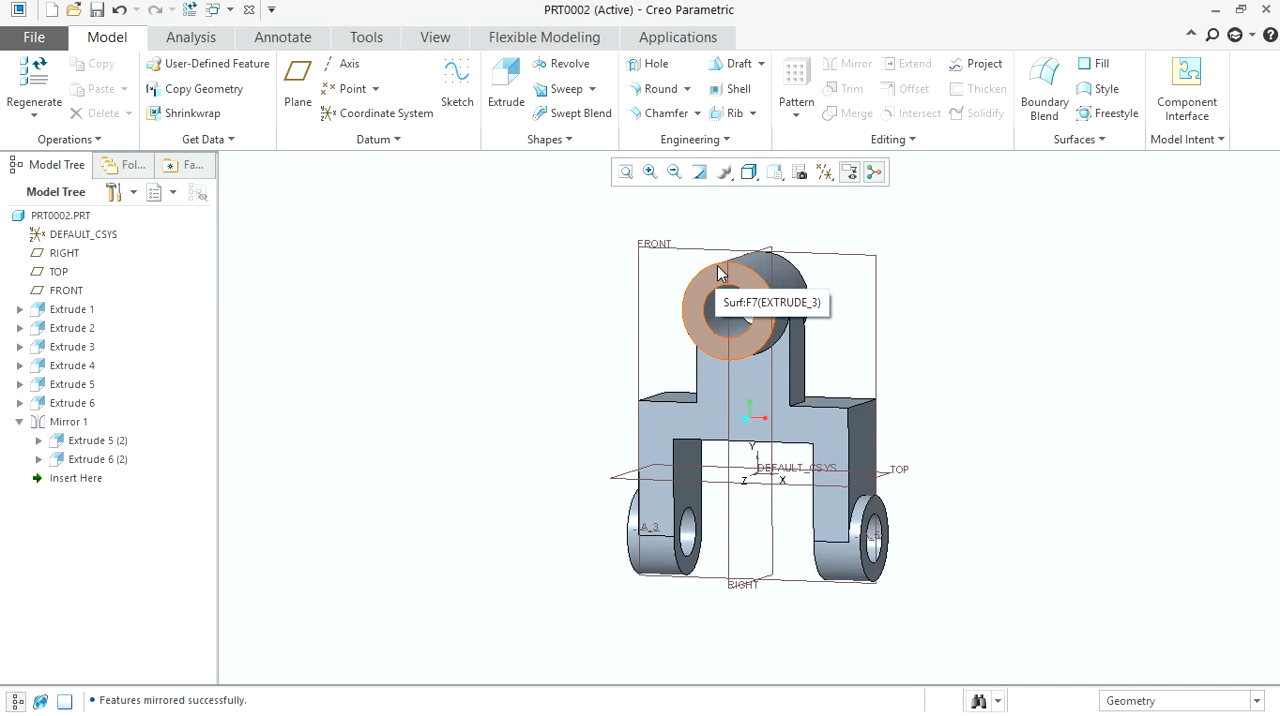 PRT0002 (Active) - Creo Parametric
File Model Analysis Annotate Tools View Flexible Modeling Applications
Regenerate
Copy
Paste
Delete
Operations
User-Defined Feature
Copy Geometry
Shrinkwrap
Get Data
Plane
Axis
Point
Coordinate System
Datum
Sketch
Extrude
Revolve
Sweep
Swept Blend
Shapes
Hole
Round
Chamfer
Draft
Shell
Rib
Engineering
Pattern
Mirror
Trim
Merge
Extend
Offset
Intersect
Project
Thicken
Solidify
Editing
Boundary
Blend
Fill
Style
Freestyle
Surfaces
Component
Interface
Model Intent
Model Tree Fol... Fa...
Model Tree
PRT0002.PRT
DEFAULT_CSYS
RIGHT
TOP
FRONT
Extrude 1
Extrude 2
Extrude 3
Extrude 4
Extrude 5
Extrude 6
Mirror 1
Extrude 5 (2)
Extrude 6 (2)
Insert Here
FRONT
Surf:F7(EXTRUDE_3)
Y
DEFAULT_CSYS
TOP
Z X
A_3
RIGHT
Features mirrored successfully.
Geometry